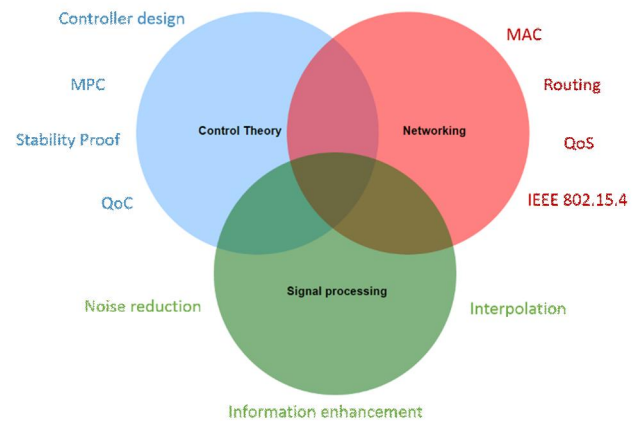 Controller design
MAC
MPC
Routing
Control Theory
Networking
Stability Proof
QoS
QoC
IEEE 802.15.4
Signal processing
Noise reduction
Interpolation
Information enhancement